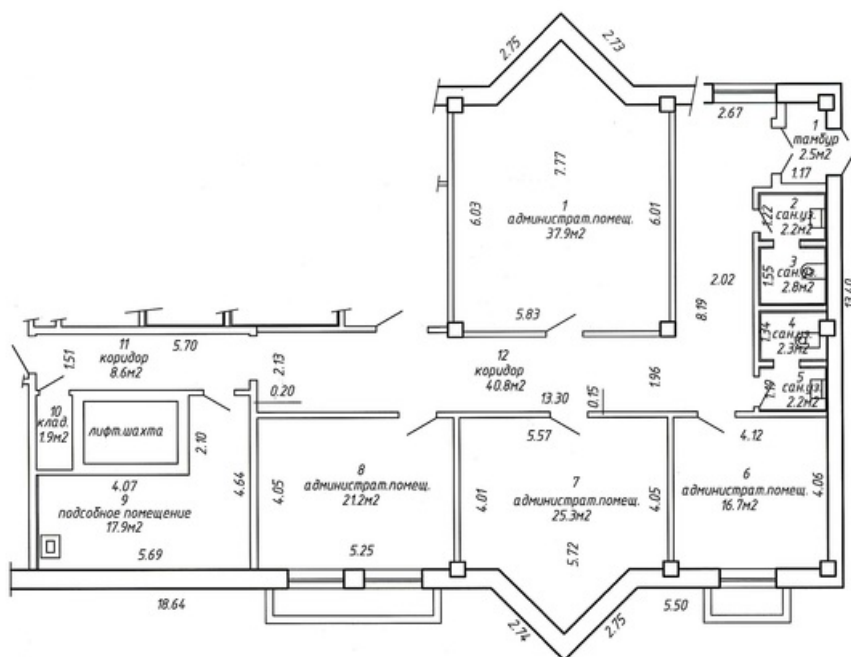 2.75
2.73
2.67
1
тамбур
2.5м2
1.17
7.77
6.03
1
администрат.помещ.
37.9м2
6.01
5.83
2
сан.уз.
2.2м2
1.22
3
сан.уз.
2.8м2
1.55
2.02
8.19
13.40
4
сан.уз.
2.3м2
1.34
5
сан.уз.
2.2м2
1.19
11
коридор
8.6м2
5.70
1.51
2.13
0.20
12
коридор
40.8м2
13.30
0.15
1.96
10
клад.
1.9м2
лифт.шахта
2.10
4.07
9
подсобное помещение
17.9м2
4.64
5.69
8
администрат.помещ.
21.2м2
4.05
5.25
5.57
7
администрат.помещ.
25.3м2
4.01
4.05
5.72
4.12
6
администрат.помещ.
16.7м2
4.06
18.64
2.74
2.75
5.50